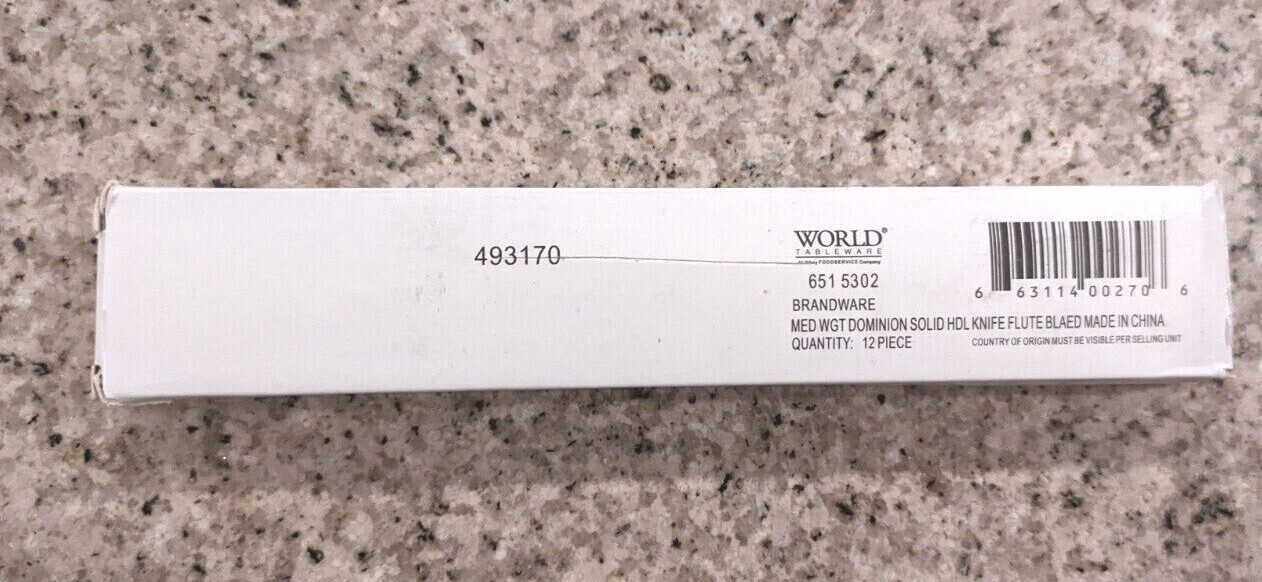 493170
WORLD®
TABLEWARE
A Libbey FOODSERVICE Company
651 5302
BRANDWARE
MED WGT DOMINION SOLID HDL KNIFE FLUTE BLAED MADE IN CHINA
QUANTITY: 12 PIECE
6 63114 00270 6
COUNTRY OF ORIGIN MUST BE VISIBLE PER SELLING UNIT